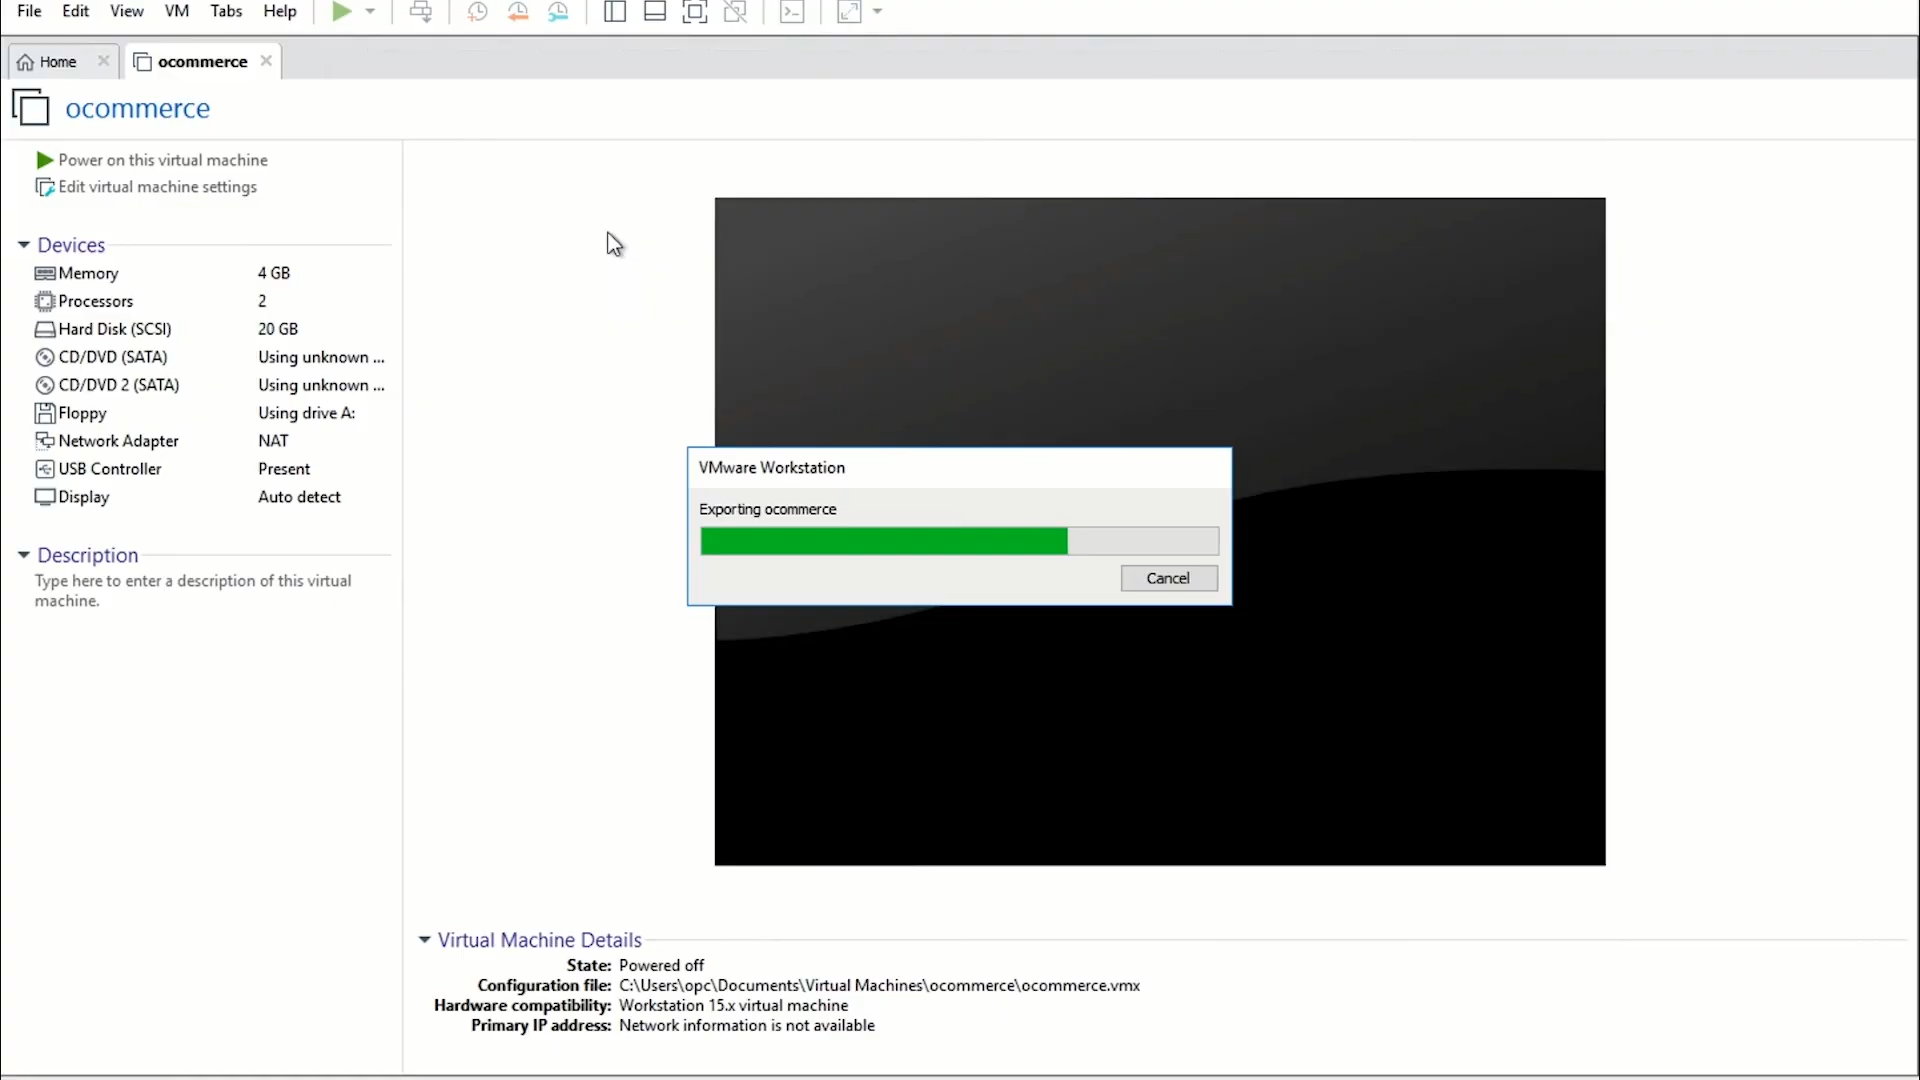 File Edit View VM Tabs Help
Home ocommerce
ocommerce
Power on this virtual machine
Edit virtual machine settings
Devices
Memory 4 GB
Processors 2
Hard Disk (SCSI) 20 GB
CD/DVD (SATA) Using unknown ...
CD/DVD 2 (SATA) Using unknown ...
Floppy Using drive A:
Network Adapter NAT
USB Controller Present
Display Auto detect
Description
Type here to enter a description of this virtual
machine.
VMware Workstation
Exporting ocommerce
Cancel
Virtual Machine Details
State: Powered off
Configuration file: C:\Users\opc\Documents\Virtual Machines\ocommerce\ocommerce.vmx
Hardware compatibility: Workstation 15.x virtual machine
Primary IP address: Network information is not available